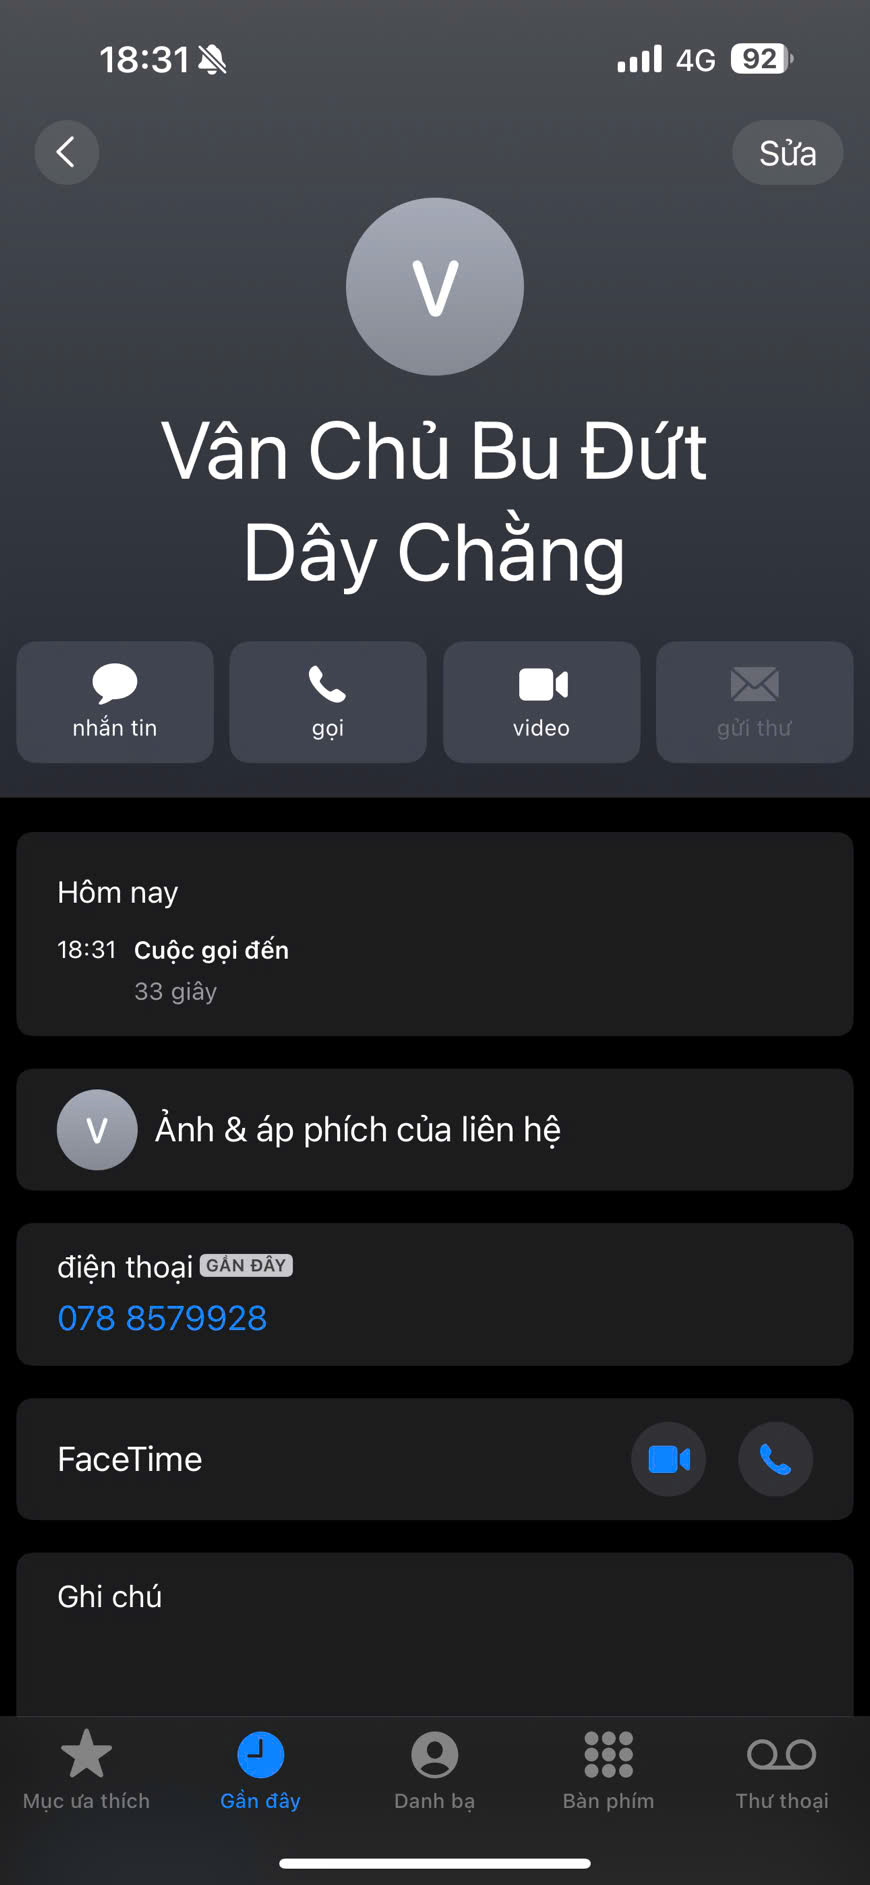 18:31
4G
92
Sửa
V
Vân Chủ Bu Đứt
Dây Chằng
nhắn tin
gọi
video
gửi thư
Hôm nay
18:31 Cuộc gọi đến
33 giây
V
Ảnh & áp phích của liên hệ
điện thoại GẦN ĐÂY
078 8579928
FaceTime
Ghi chú
Mục ưa thích
Gần đây
Danh bạ
Bàn phím
Thư thoại